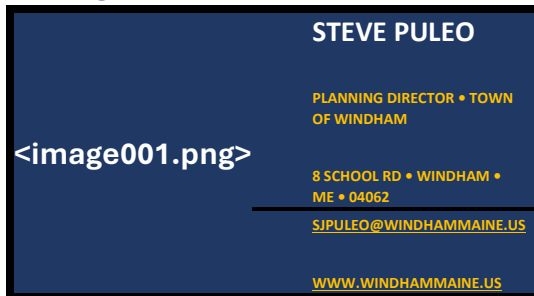 STEVE PULEO
PLANNING DIRECTOR • TOWN
OF WINDHAM
<image001.png>
8 SCHOOL RD • WINDHAM •
ME • 04062
SJPULEO@WINDHAMMAINE.US
WWW.WINDHAMMAINE.US